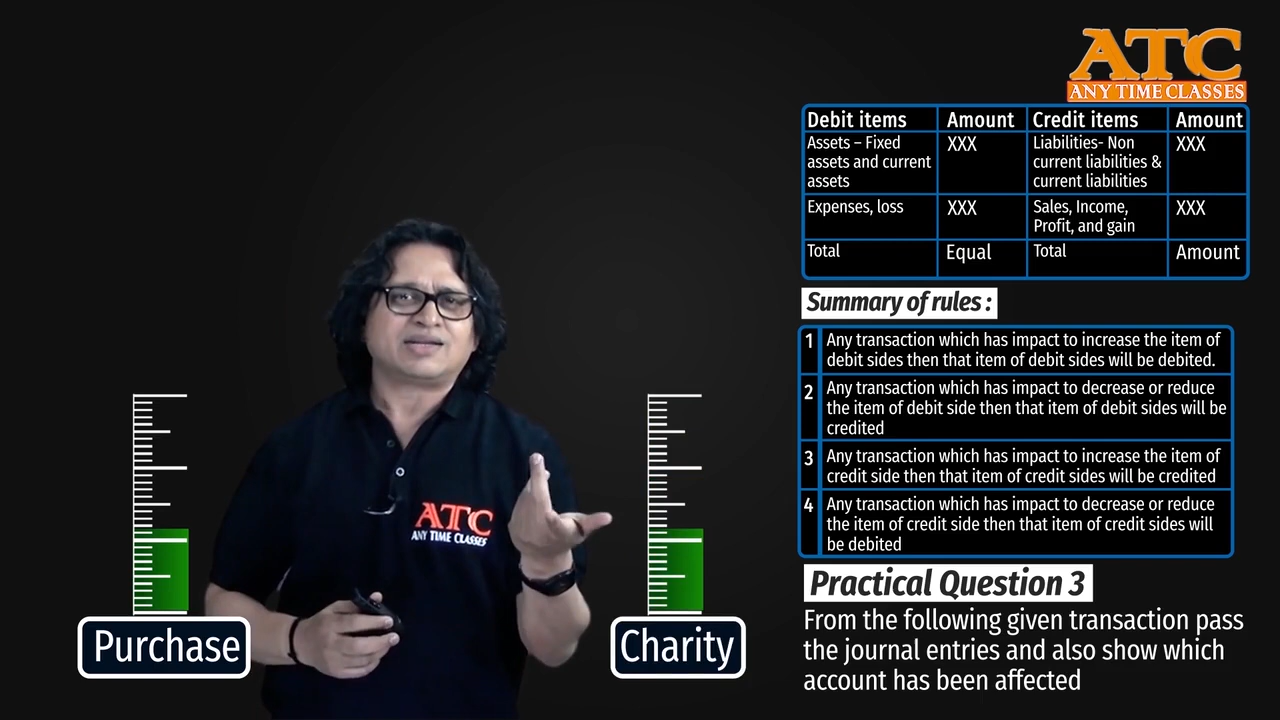 ATC
ANY TIME CLASSES
Debit items Amount Credit items Amount
Assets – Fixed
assets and current
assets
XXX
Liabilities- Non
current liabilities &
current liabilities
XXX
Expenses, loss
XXX
Sales, Income,
Profit, and gain
XXX
Total Equal Total Amount
Summary of rules :
1 Any transaction which has impact to increase the item of
debit sides then that item of debit sides will be debited.
2 Any transaction which has impact to decrease or reduce
the item of debit side then that item of debit sides will be
credited
3 Any transaction which has impact to increase the item of
credit side then that item of credit sides will be credited
4 Any transaction which has impact to decrease or reduce
the item of credit side then that item of credit sides will
be debited
Practical Question 3
From the following given transaction pass
the journal entries and also show which
account has been affected
ATC
ANY TIME CLASSES
Purchase
Charity